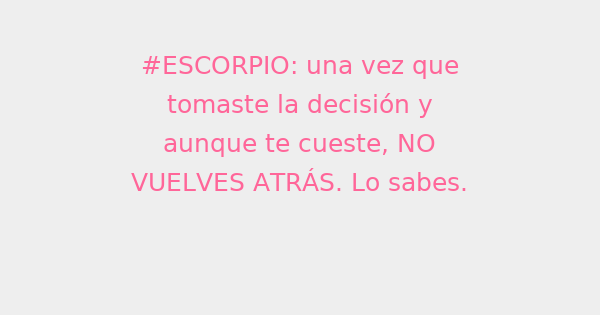 #ESCORPIO: una vez que
tomaste la decisión y
aunque te cueste, NO
VUELVES ATRÁS. Lo sabes.